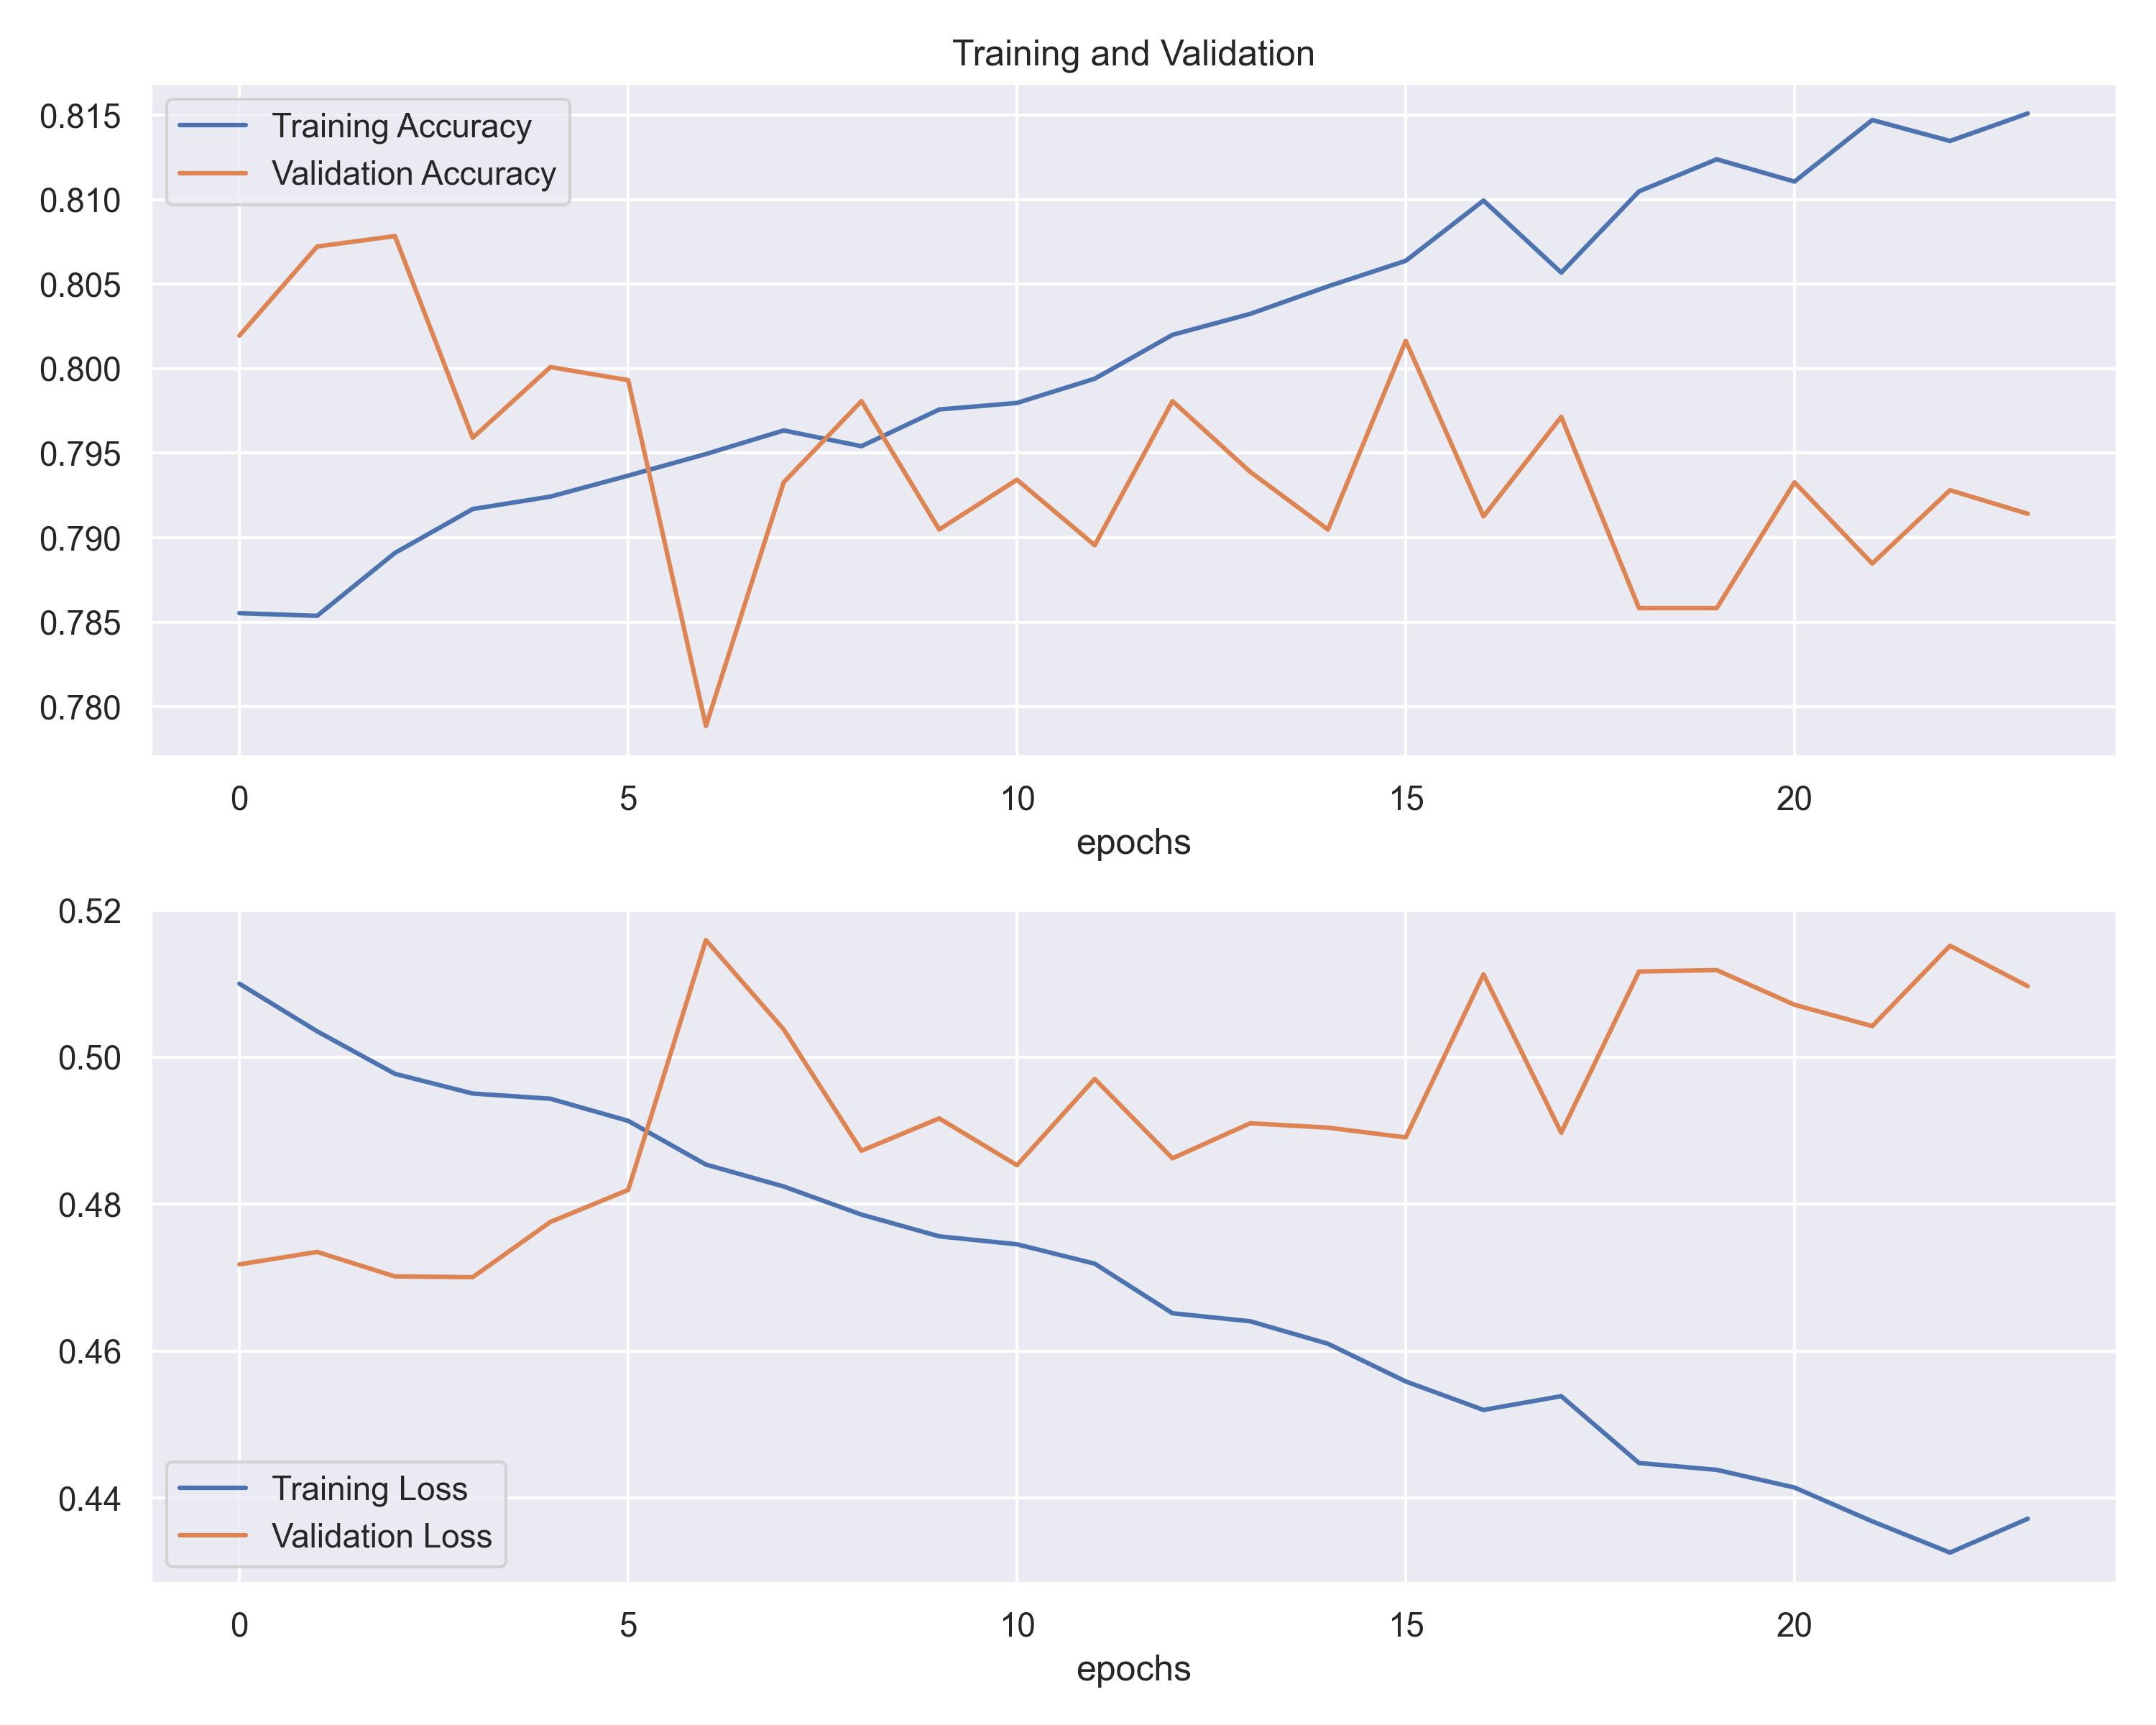 Training and Validation
0.815
0.810
0.805
0.800
0.795
0.790
0.785
0.780
Training Accuracy
Validation Accuracy
0 5 10 15 20
epochs
0.52
0.50
0.48
0.46
0.44
Training Loss
Validation Loss
0 5 10 15 20
epochs